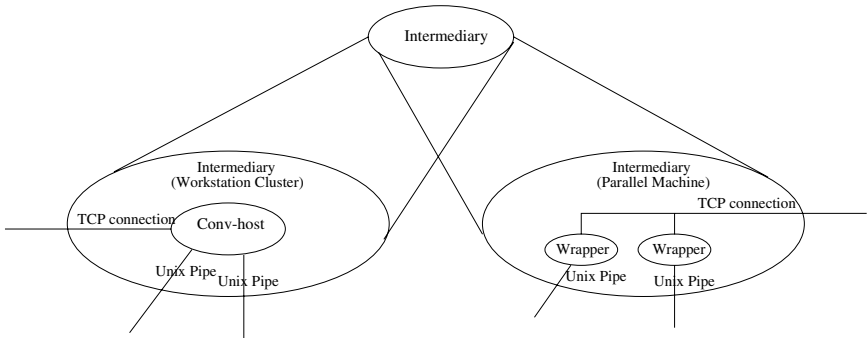 Intermediary
Intermediary
(Workstation Cluster)
TCP connection
Conv-host
Unix Pipe
Unix Pipe
Intermediary
(Parallel Machine)
TCP connection
Wrapper
Wrapper
Unix Pipe
Unix Pipe